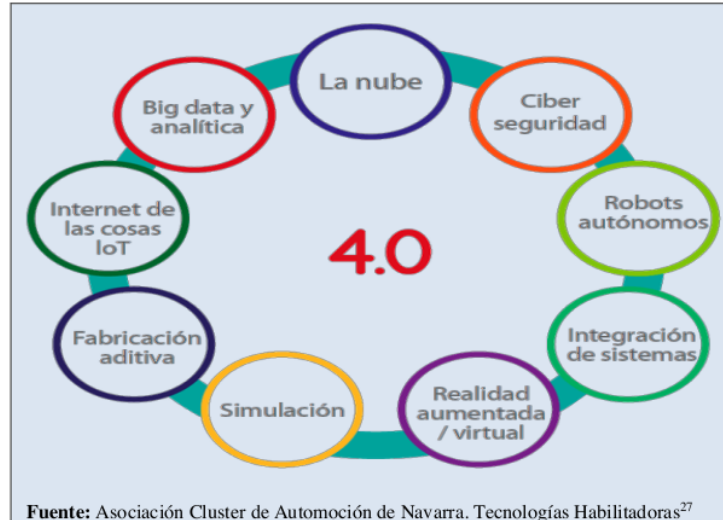 La nube
Ciber
seguridad
Robots
autónomos
Integración
de sistemas
Realidad
aumentada
/ virtual
Simulación
Fabricación
aditiva
Internet de
las cosas
IoT
Big data y
analítica
4.0
Fuente: Asociación Cluster de Automoción de Navarra. Tecnologías Habilitadoras27